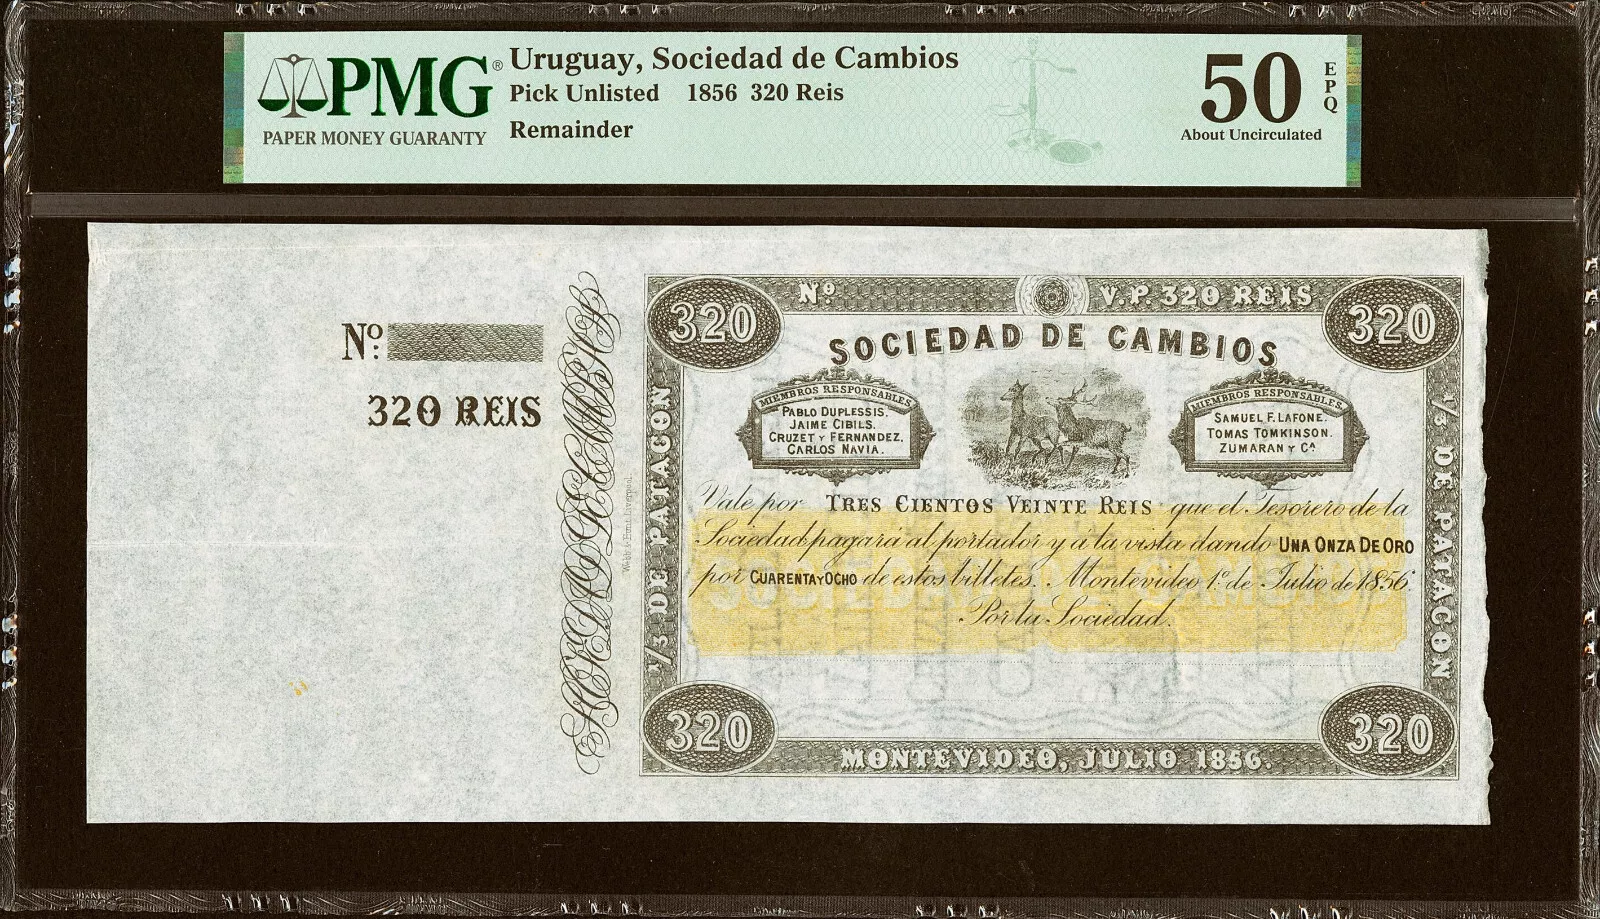 PMG®
PAPER MONEY GUARANTY
Uruguay, Sociedad de Cambios
Pick Unlisted 1856 320 Reis
Remainder
50
EPQ
About Uncirculated
Nº:
320 REIS
Webb & Hunt, Liverpool
320
Nº
V.P. 320 REIS
320
SOCIEDAD DE CAMBIOS
MIEMBROS RESPONSABLES
PABLO DUPLESSIS.
JAIME CIBILS.
CRUZET Y FERNANDEZ.
CARLOS NAVIA.
MIEMBROS RESPONSABLES
SAMUEL F. LAFONE.
TOMAS TOMKINSON.
ZUMARAN Y Cª
⅓ DE PATACON
⅓ DE PATACON
Vale por TRES CIENTOS VEINTE REIS que el Tesorero de la
Sociedad pagará al portador y á la vista dando UNA ONZA DE ORO
por CUARENTA Y OCHO de estos billetes. Montevideo 1º de Julio de 1856.
SOCIEDAD DE CAMBIOS
Por la Sociedad.
320
MONTEVIDEO, JULIO 1856.
320